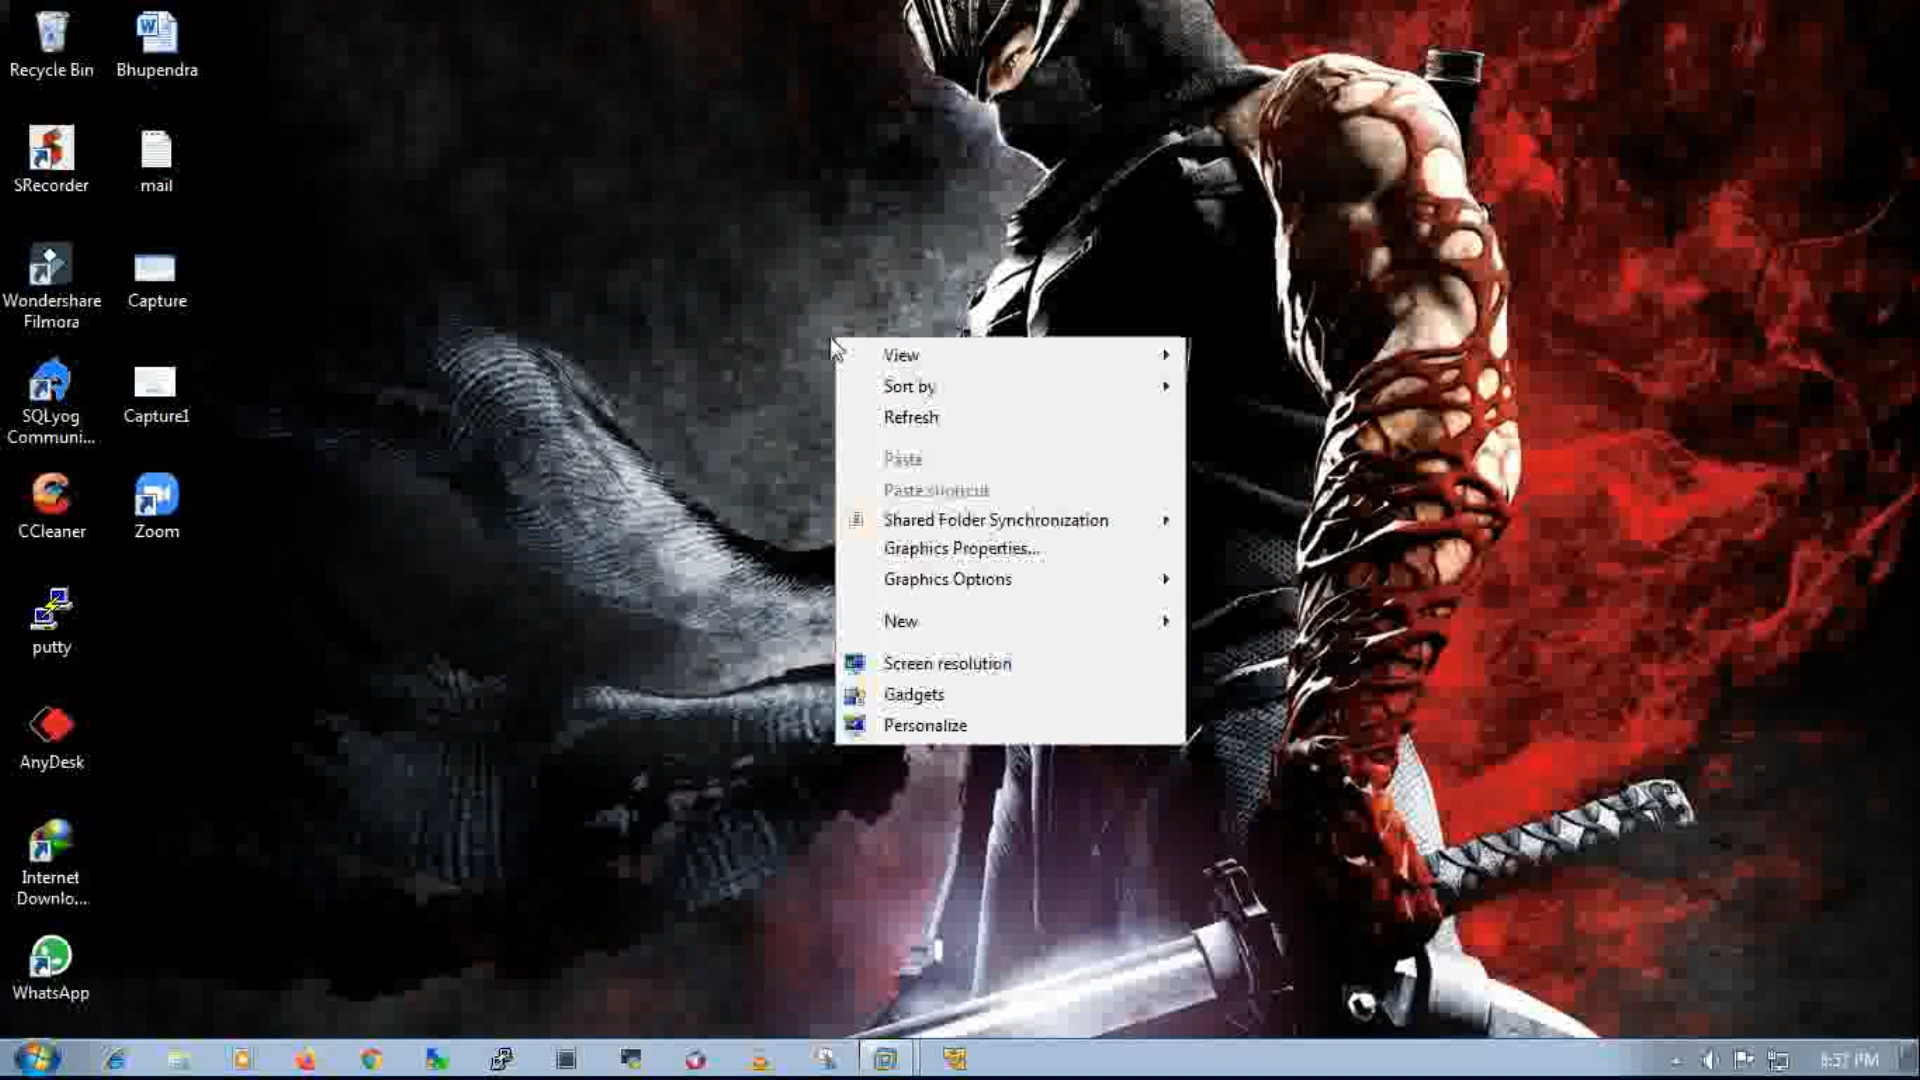 Recycle Bin
Bhupendra
SRecorder
mail
Wondershare
Filmora
Capture
SQLyog
Communi...
Capture1
CCleaner
Zoom
putty
AnyDesk
Internet
Downlo...
WhatsApp
View
Sort by
Refresh
Paste
Paste shortcut
Shared Folder Synchronization
Graphics Properties...
Graphics Options
New
Screen resolution
Gadgets
Personalize